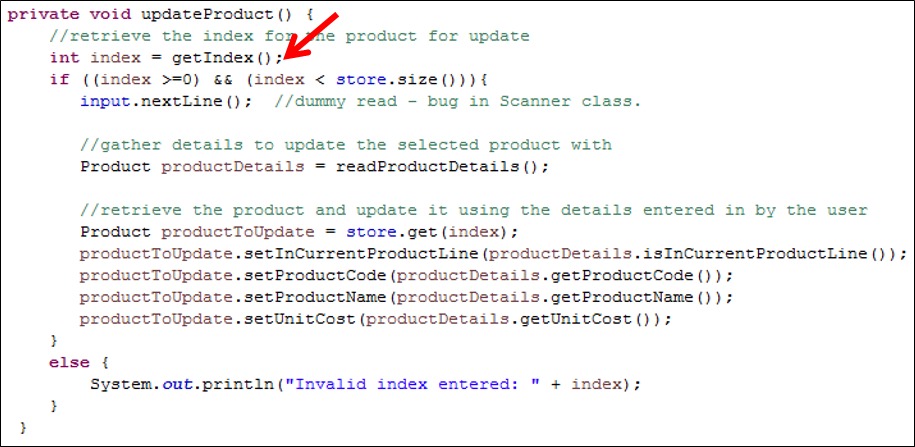 private void updateProduct() {
//retrieve the index for the product for update
int index = getIndex();
if ((index >=0) && (index < store.size())){
input.nextLine();  //dummy read - bug in Scanner class.
//gather details to update the selected product with
Product productDetails = readProductDetails();
//retrieve the product and update it using the details entered in by the user
Product productToUpdate = store.get(index);
productToUpdate.setInCurrentProductLine(productDetails.isInCurrentProductLine());
productToUpdate.setProductCode(productDetails.getProductCode());
productToUpdate.setProductName(productDetails.getProductName());
productToUpdate.setUnitCost(productDetails.getUnitCost());
}
else {
System.out.println("Invalid index entered: " + index);
}
}